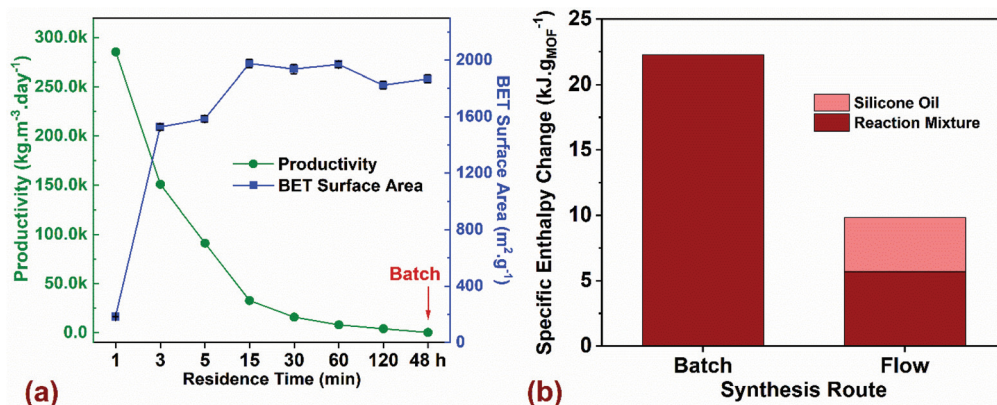 300.0k
250.0k
200.0k
150.0k
100.0k
50.0k
0.0
Productivity (kg.m⁻³.day⁻¹)
Productivity
BET Surface Area
Batch
2000
1600
1200
800
400
0
BET Surface Area (m².g⁻¹)
1 3 5 15 30 60 120 48 h
Residence Time (min)
(a)
25
20
15
10
5
0
Specific Enthalpy Change (kJ.gMOF⁻¹)
Silicone Oil
Reaction Mixture
Batch Flow
Synthesis Route
(b)